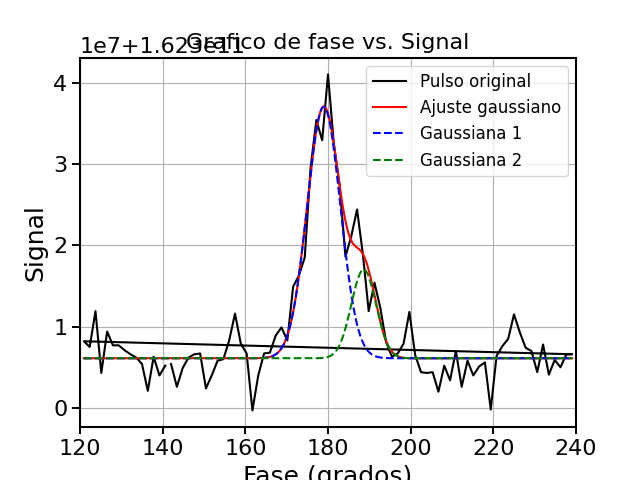 Grafico de fase vs. Signal
1e7+1.623e11
Pulso original
Ajuste gaussiano
Gaussiana 1
Gaussiana 2
4
3
2
1
0
Signal
120 140 160 180 200 220 240
Fase (grados)